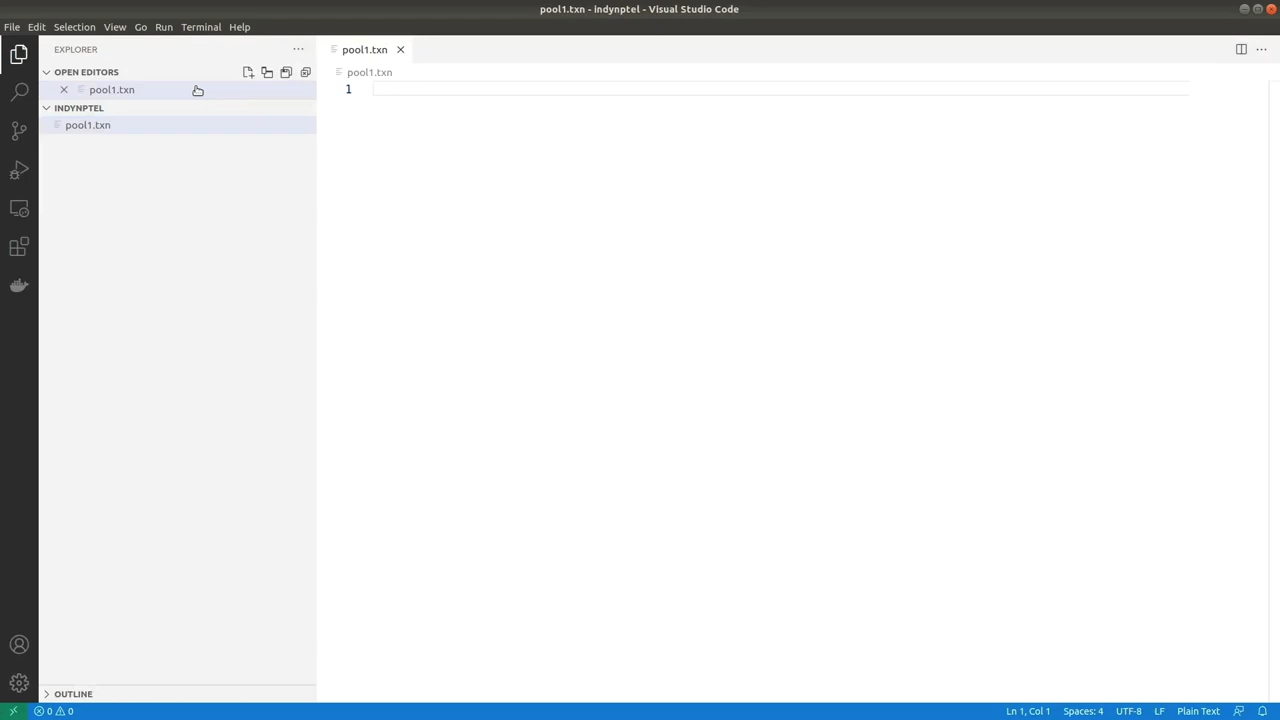 pool1.txn - indynptel - Visual Studio Code
File Edit Selection View Go Run Terminal Help
EXPLORER
pool1.txn
OPEN EDITORS
pool1.txn
pool1.txn
1
INDYNPTEL
pool1.txn
OUTLINE
0 0
Ln 1, Col 1 Spaces: 4 UTF-8 LF Plain Text